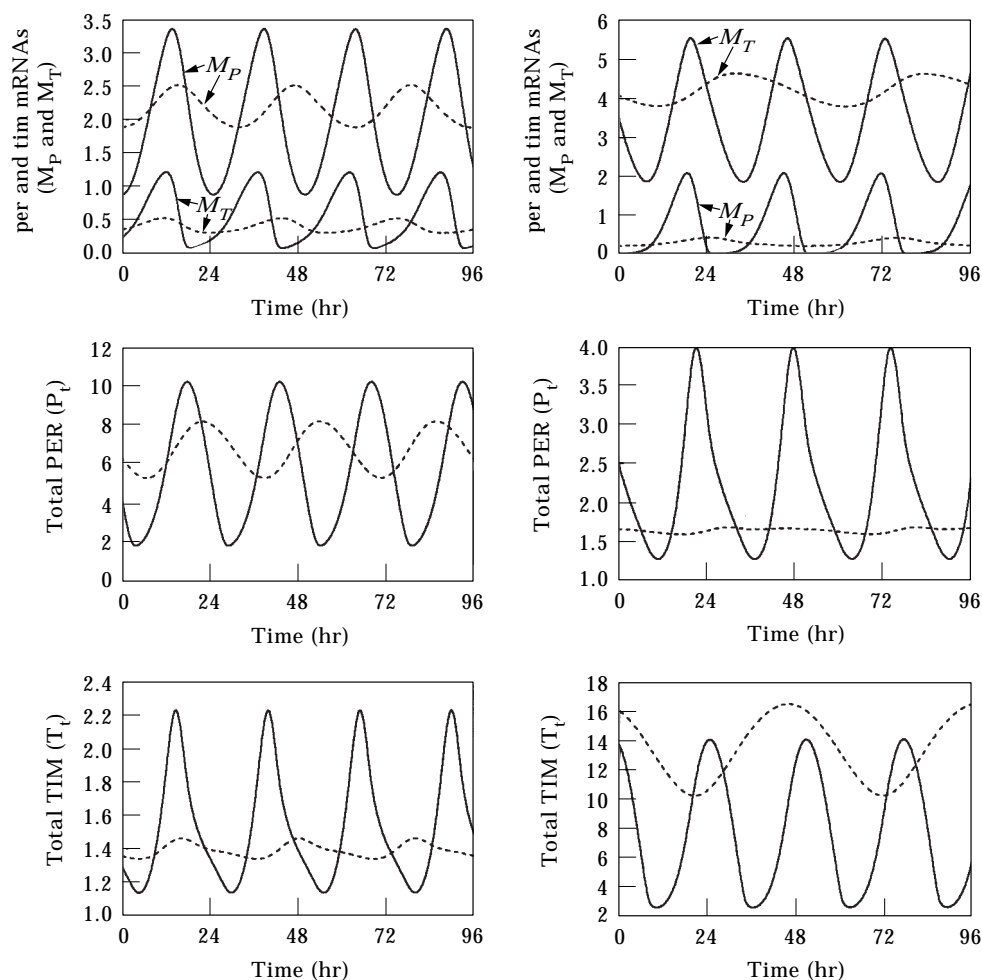 per and tim mRNAs
(M_P and M_T)
3.5
3.0
2.5
2.0
1.5
1.0
0.5
0.0
M_P
M_T
0 24 48 72 96
Time (hr)
per and tim mRNAs
(M_P and M_T)
6
5
4
3
2
1
0
M_T
M_P
0 24 48 72 96
Time (hr)
Total PER (P_t)
12
10
8
6
4
2
0
0 24 48 72 96
Time (hr)
Total PER (P_t)
4.0
3.5
3.0
2.5
2.0
1.5
1.0
0 24 48 72 96
Time (hr)
Total TIM (T_t)
2.4
2.2
2.0
1.8
1.6
1.4
1.2
1.0
0 24 48 72 96
Time (hr)
Total TIM (T_t)
18
16
14
12
10
8
6
4
2
0 24 48 72 96
Time (hr)